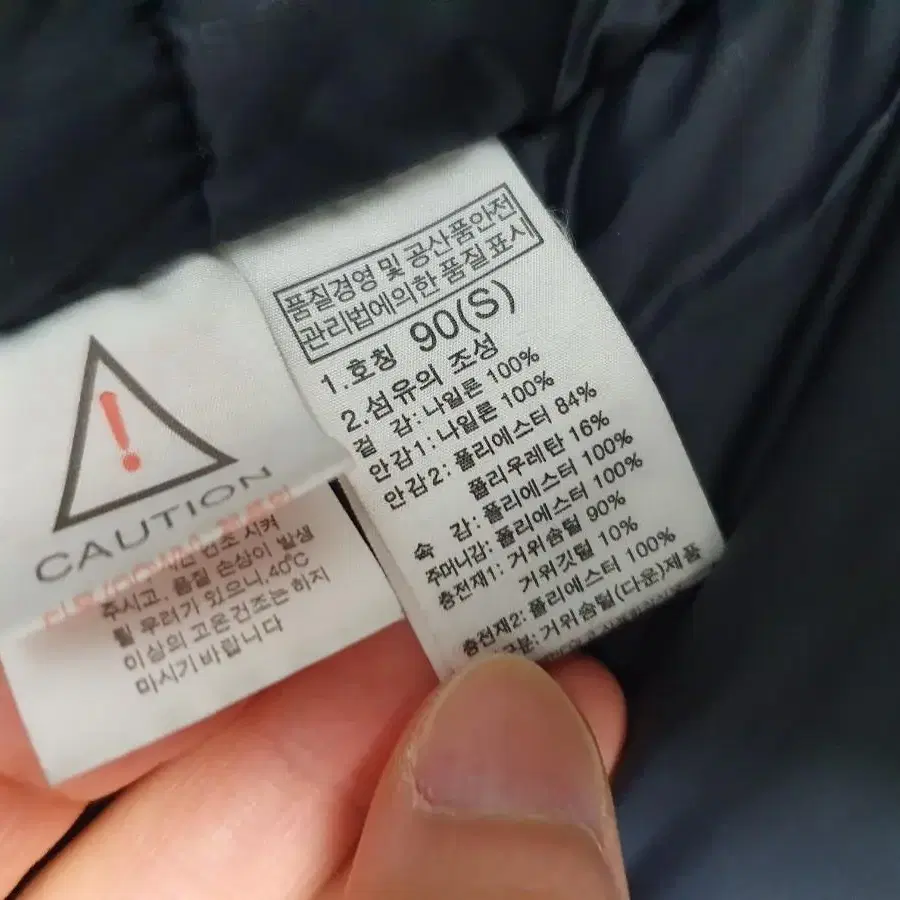 품질경영 및 공산품안전
관리법에의한 품질표시
1.호칭 90(S)
2.섬유의 조성
겉 감: 나일론 100%
안감1: 나일론 100%
안감2: 폴리에스터 84%
폴리우레탄 16%
속 감: 폴리에스터 100%
주머니감: 폴리에스터 100%
충전재1: 거위솜털 90%
거위깃털 10%
충전재2: 폴리에스터 100%
구분: 거위솜털(다운)제품
CAUTION
건조 시켜
주시고, 품질 손상이 발생
될 우려가 있으니, 40°C
이상의 고온건조는 하지
마시기 바랍니다